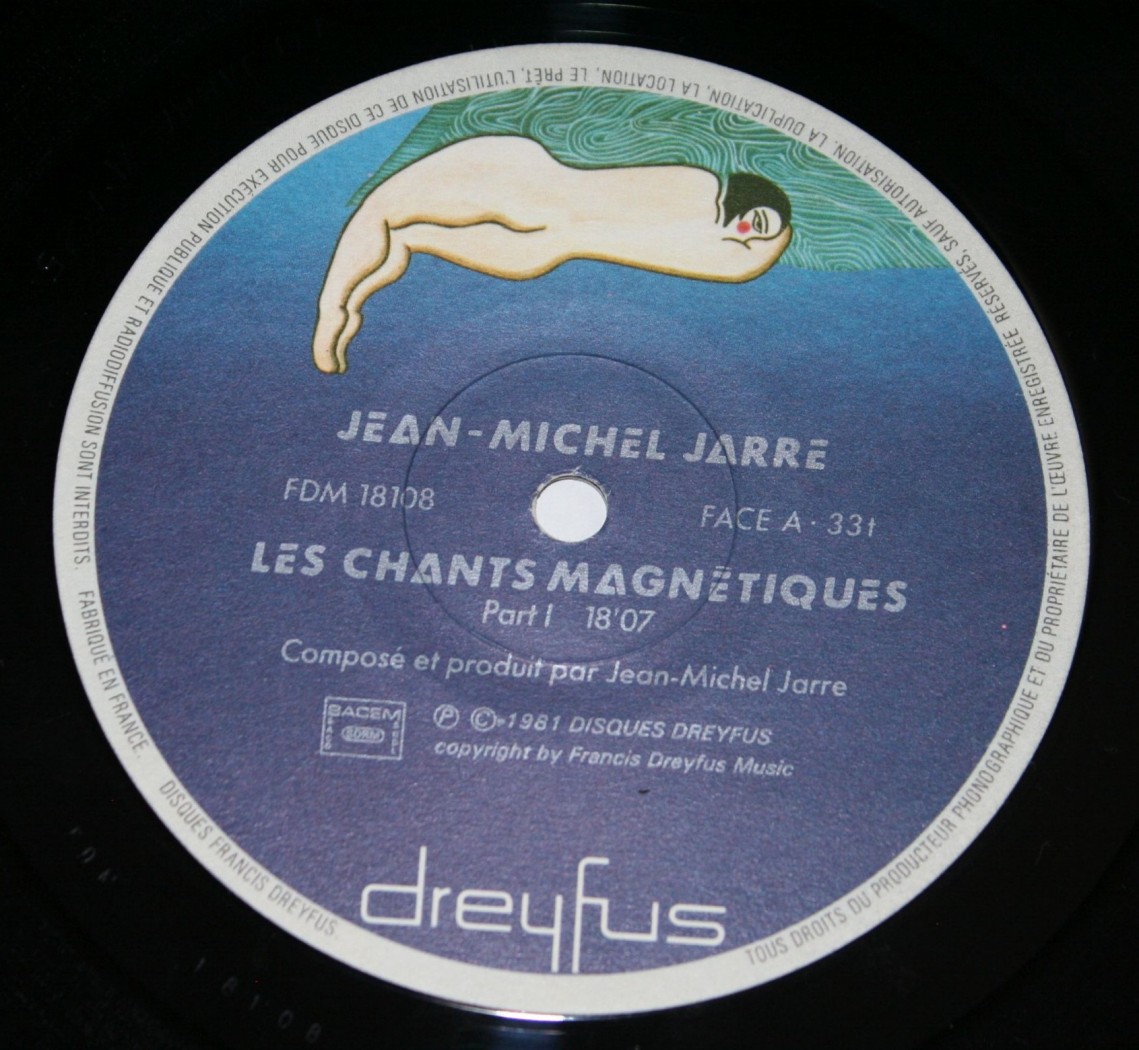 JEAN-MICHEL JARRE
FDM 18108
FACE A · 33t
LES CHANTS MAGNÉTIQUES
Part I 18'07
Composé et produit par Jean-Michel Jarre
SACEM
SDRM
Ⓟ © 1981 DISQUES DREYFUS
copyright by Francis Dreyfus Music
dreyfus
TOUS DROITS DU PRODUCTEUR PHONOGRAPHIQUE ET DU PROPRIÉTAIRE DE L'ŒUVRE ENREGISTRÉE RÉSERVÉS, SAUF AUTORISATION, LA DUPLICATION, LA LOCATION, LE PRÊT, L'UTILISATION DE CE DISQUE POUR EXÉCUTION PUBLIQUE ET RADIODIFFUSION SONT INTERDITS. FABRIQUÉ EN FRANCE. DISQUES FRANCIS DREYFUS.